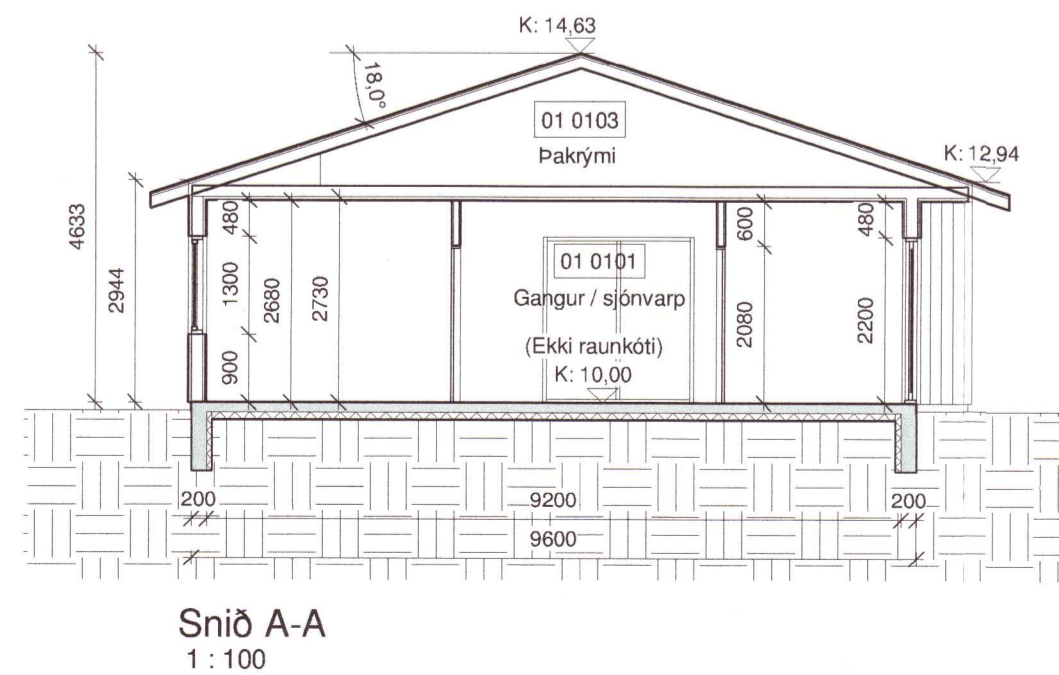 K: 14,63
18,0°
01 0103
Þakrými
K: 12,94
4633
2944
480
1300
900
2680
2730
600
2080
480
2200
01 0101
Gangur / sjónvarp
(Ekki raunkóti)
K: 10,00
200
9200
200
9600
Snið A-A
1 : 100